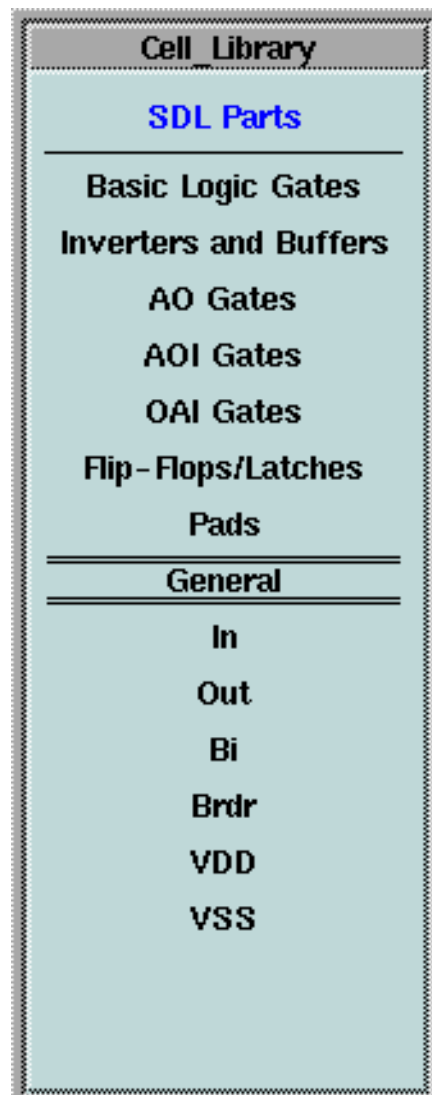 Cell_Library
SDL Parts
Basic Logic Gates
Inverters and Buffers
AO Gates
AOI Gates
OAI Gates
Flip-Flops/Latches
Pads
General
In
Out
Bi
Brdr
VDD
VSS